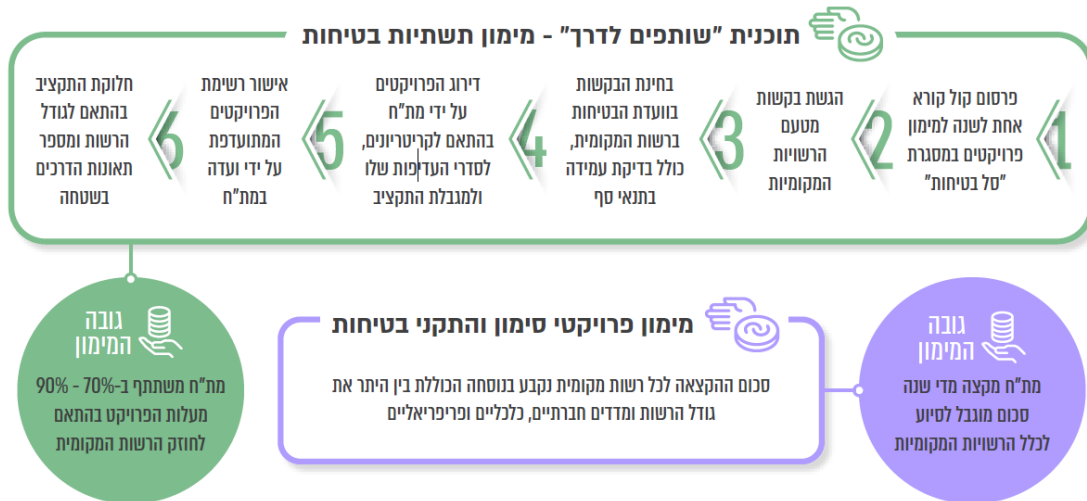 תוכנית "שותפים לדרך" - מימון תשתיות בטיחות
1
פרסום קול קורא
אחת לשנה למימון
פרויקטים במסגרת
"סל בטיחות"
2
הגשת בקשות
מטעם
הרשויות
המקומיות
3
בחינת הבקשות
בוועדת הבטיחות
ברשות המקומית,
כולל בדיקת עמידה
בתנאי סף
4
דירוג הפרויקטים
על ידי מת"ח
בהתאם לקריטריונים,
לסדרי העדיפות שלו
ולמגבלת התקציב
5
אישור רשימת
הפרויקטים
המתועדפת
על ידי ועדה
במת"ח
6
חלוקת התקציב
בהתאם לגודל
הרשות ומספר
תאונות הדרכים
בשטחה
גובה
המימון
מת"ח משתתף ב-70% - 90%
מעלות הפרויקט בהתאם
לחוזק הרשות המקומית
מימון פרויקטי סימון והתקני בטיחות
סכום ההקצאה לכל רשות מקומית נקבע בנוסחה הכוללת בין היתר את
גודל הרשות ומדדים חברתיים, כלכליים ופריפריאליים
גובה
המימון
מת"ח מקצה מדי שנה
סכום מוגבל לסיוע
לכלל הרשויות המקומיות